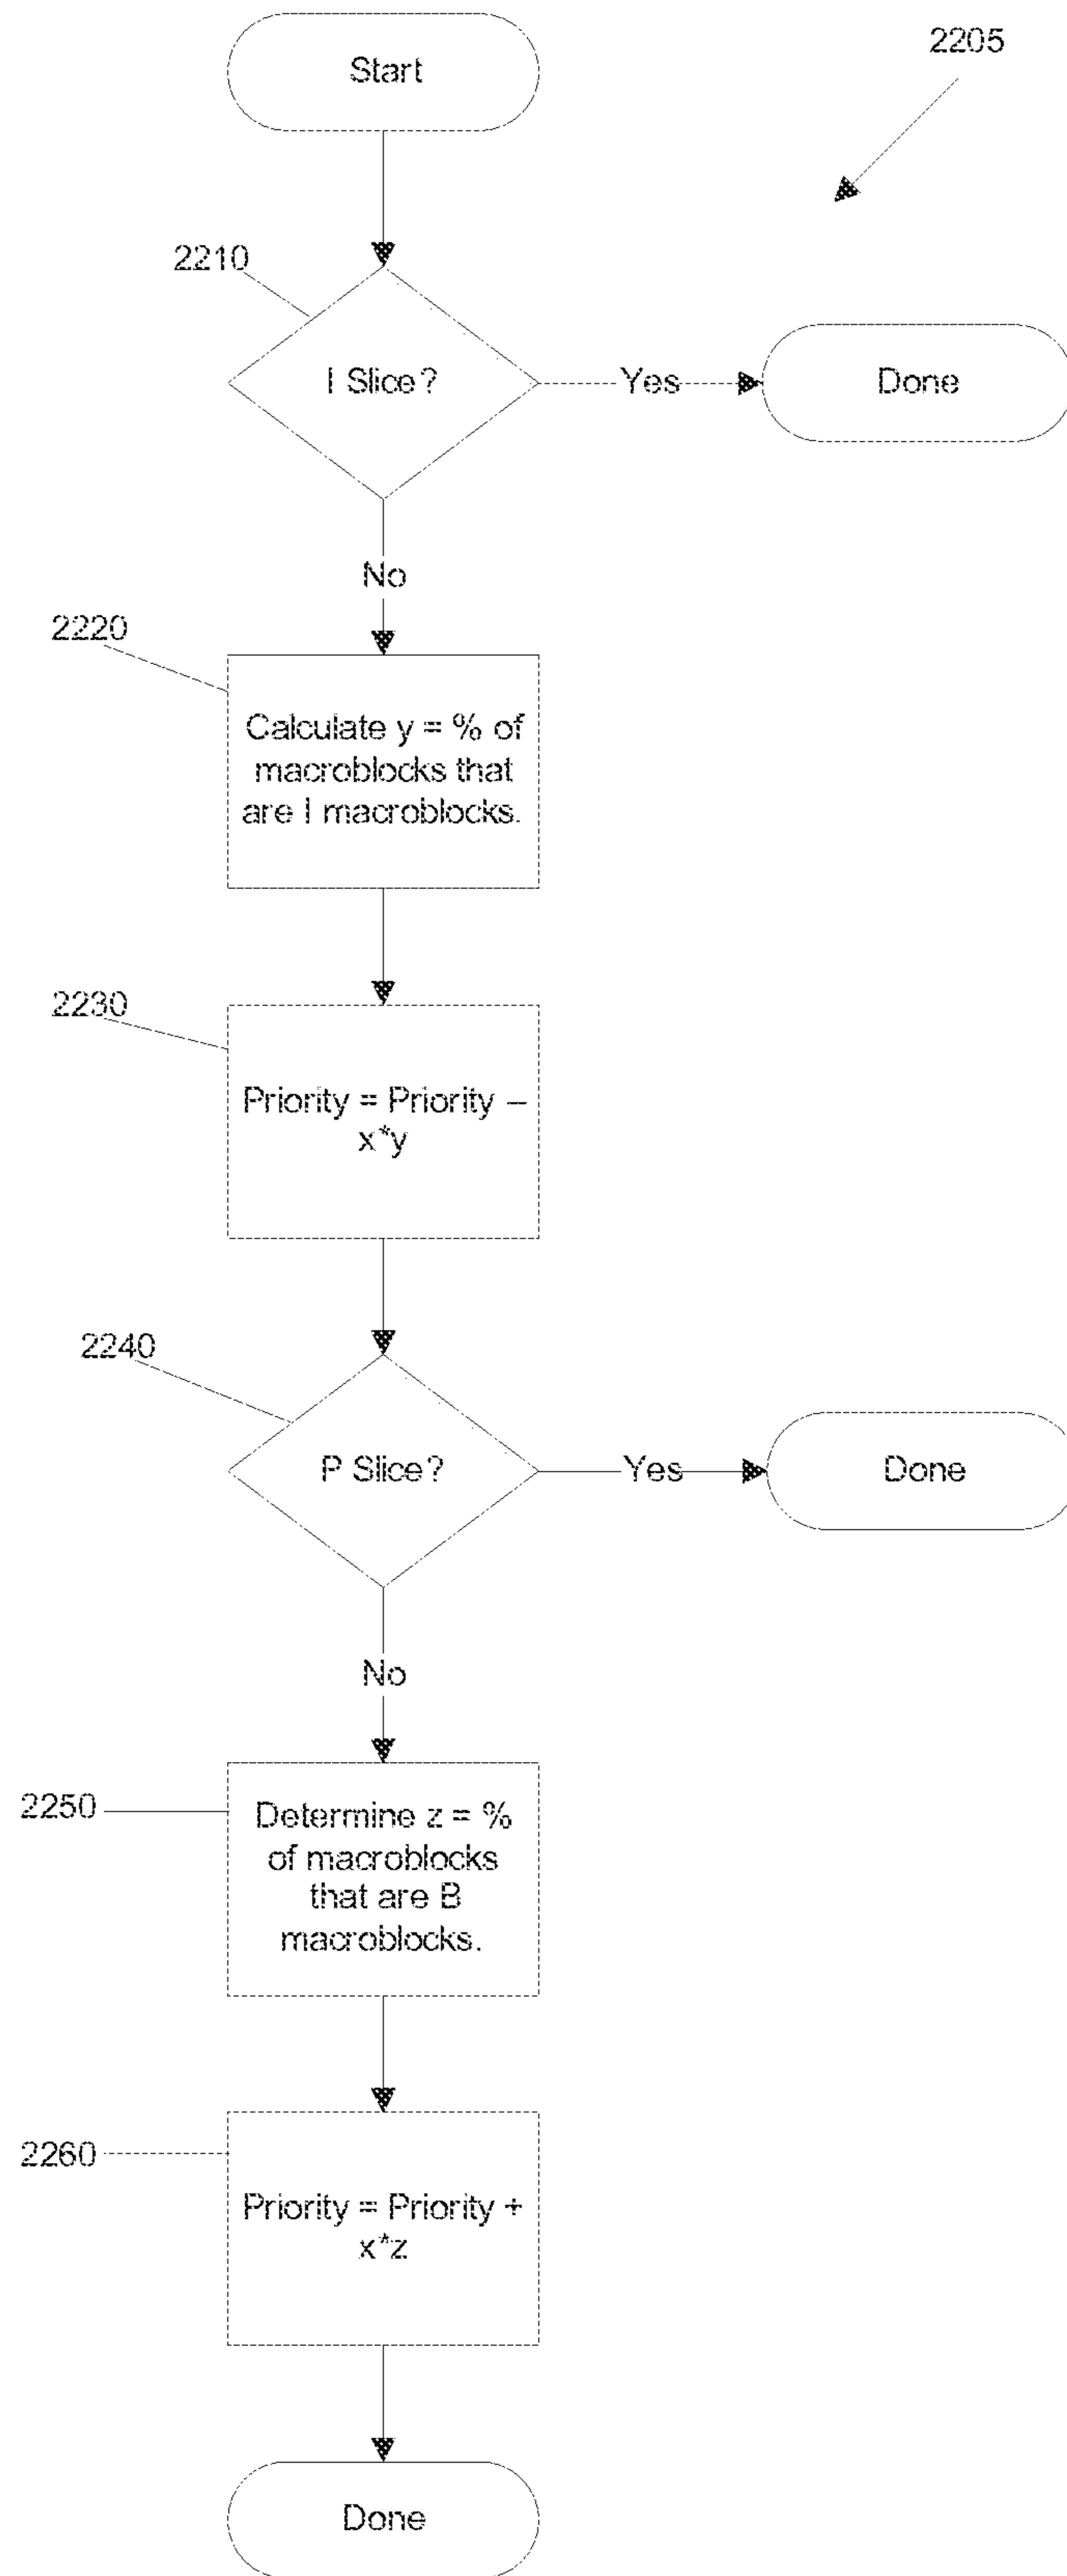 Start
2205
2210
I Slice?
Yes
Done
No
2220
Calculate y = % of
macroblocks that
are I macroblocks.
2230
Priority = Priority –
x*y
2240
P Slice?
Yes
Done
No
2250
Determine z = %
of macroblocks
that are B
macroblocks.
2260
Priority = Priority +
x*z
Done